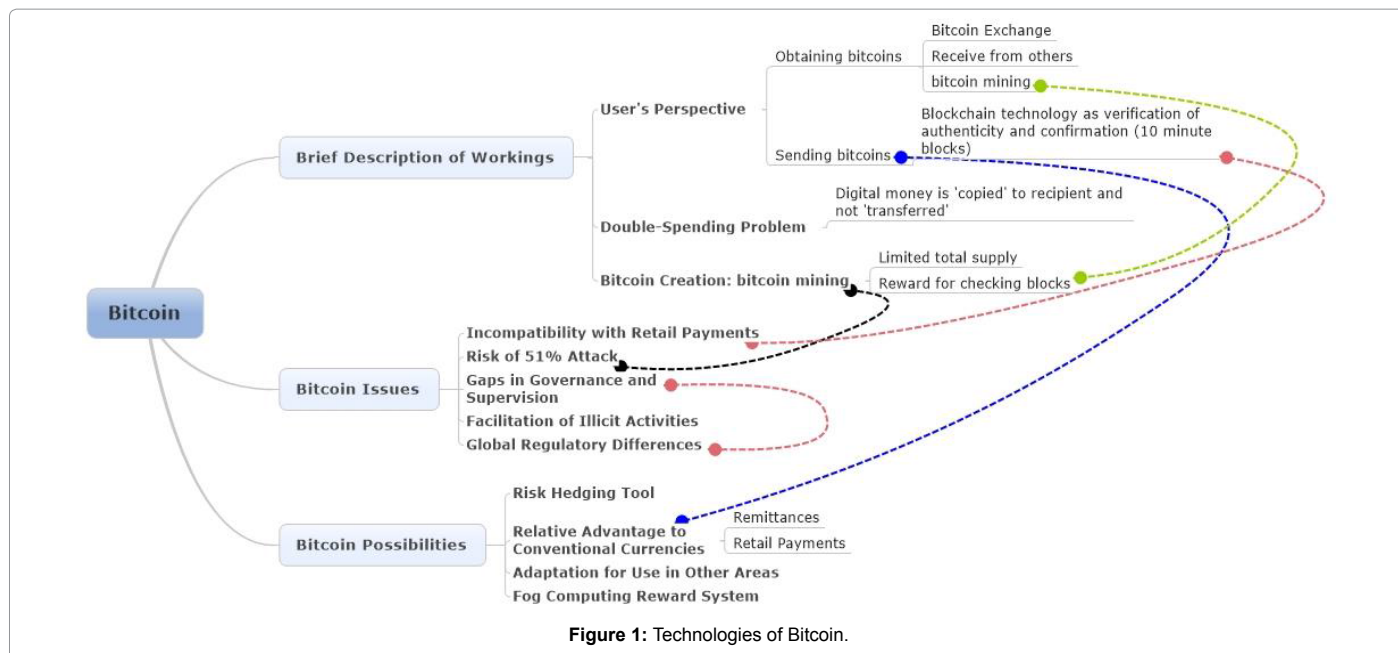 Bitcoin
Brief Description of Workings
User's Perspective
Obtaining bitcoins
Bitcoin Exchange
Receive from others
bitcoin mining
Sending bitcoins
Blockchain technology as verification of
authenticity and confirmation (10 minute
blocks)
Double-Spending Problem
Digital money is 'copied' to recipient and
not 'transferred'
Bitcoin Creation: bitcoin mining
Limited total supply
Reward for checking blocks
Bitcoin Issues
Incompatibility with Retail Payments
Risk of 51% Attack
Gaps in Governance and
Supervision
Facilitation of Illicit Activities
Global Regulatory Differences
Bitcoin Possibilities
Risk Hedging Tool
Relative Advantage to
Conventional Currencies
Remittances
Retail Payments
Adaptation for Use in Other Areas
Fog Computing Reward System
Figure 1: Technologies of Bitcoin.